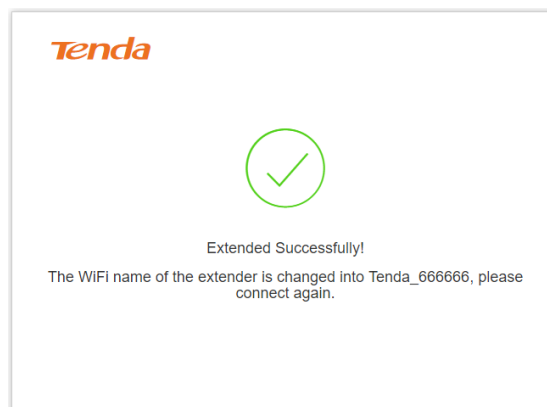 Tenda
Extended Successfully!
The WiFi name of the extender is changed into Tenda_666666, please
connect again.